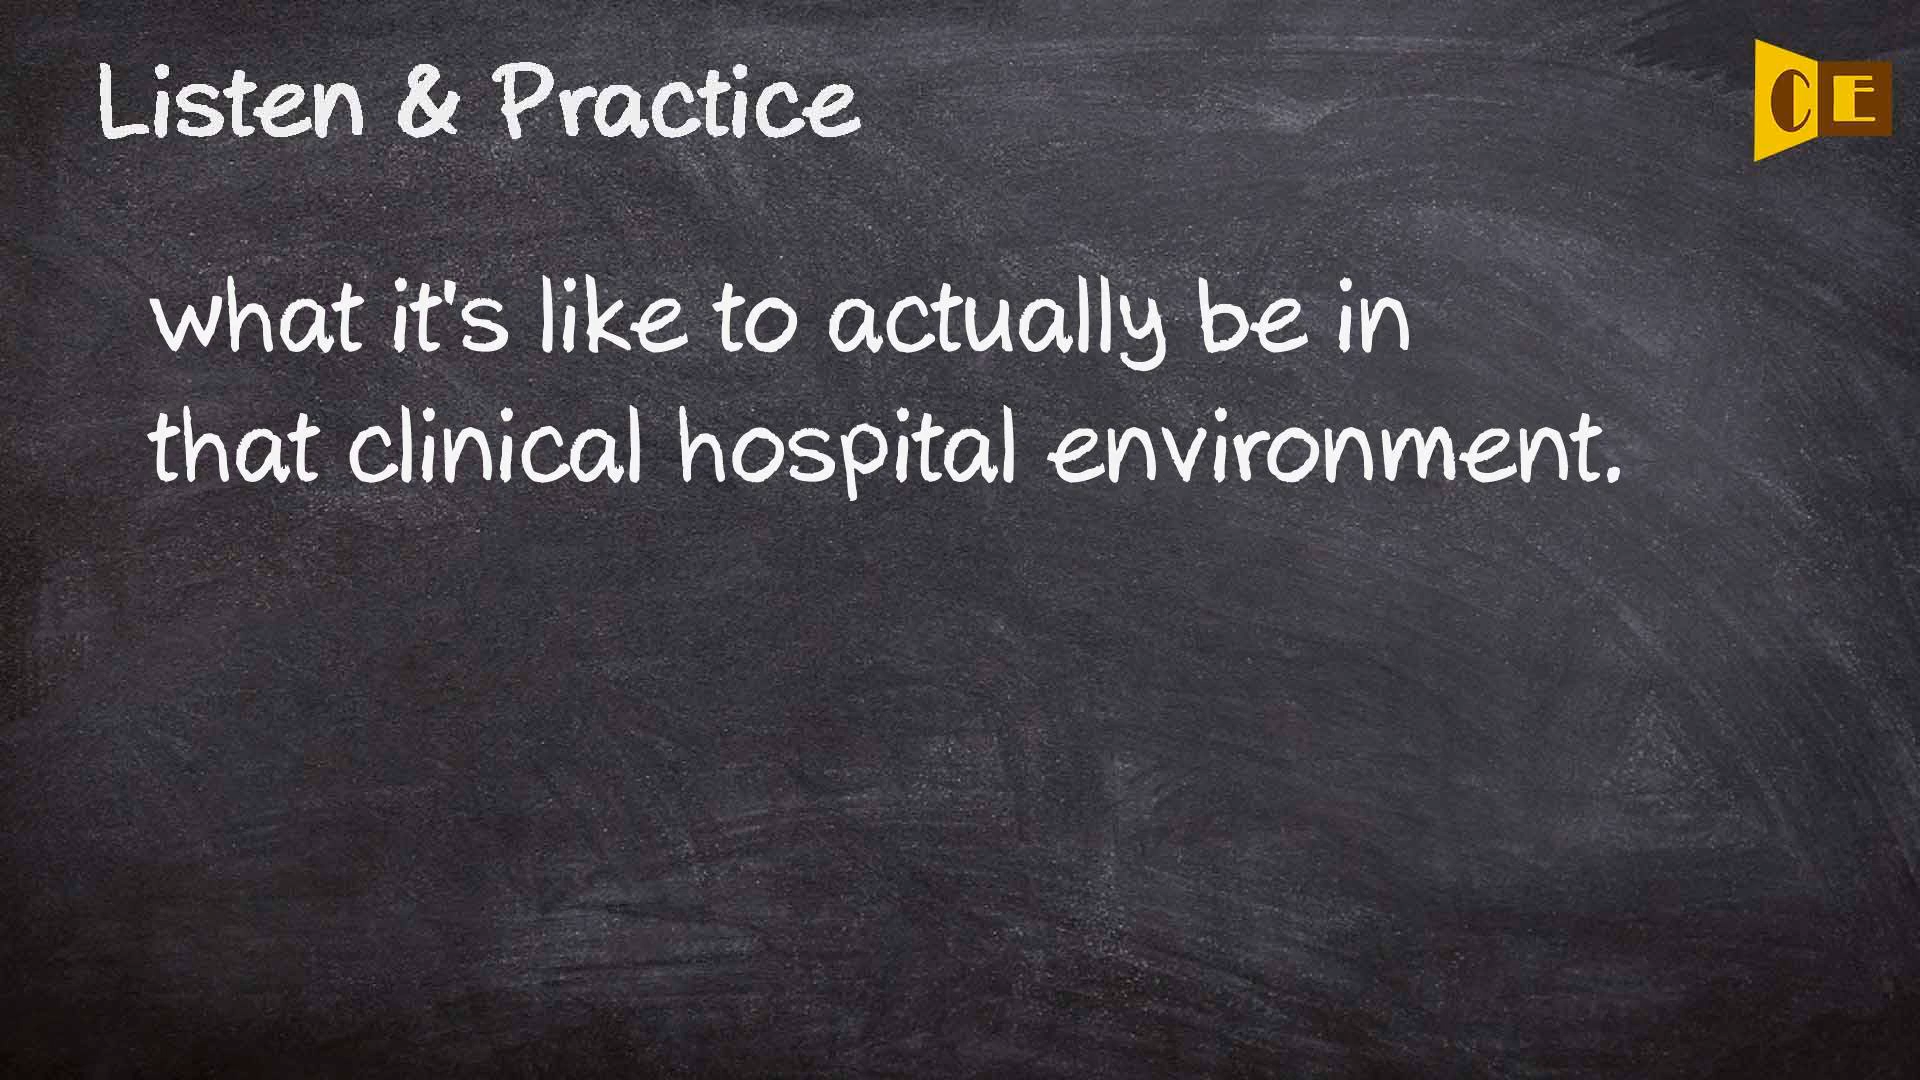 Listen & Practice
CE
what it's like to actually be in
that clinical hospital environment.